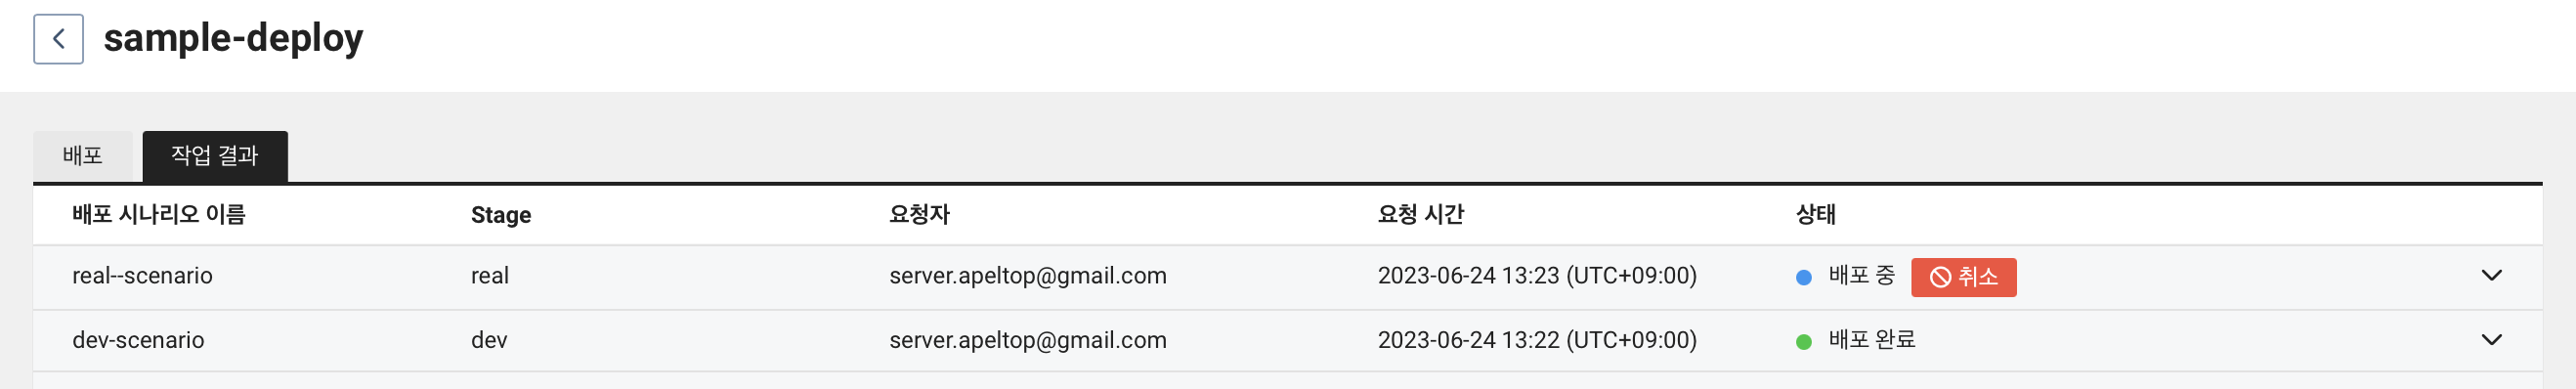 sample-deploy
배포 작업 결과
배포 시나리오 이름 Stage 요청자 요청 시간 상태
real--scenario real server.apeltop@gmail.com 2023-06-24 13:23 (UTC+09:00) 배포 중 취소
dev-scenario dev server.apeltop@gmail.com 2023-06-24 13:22 (UTC+09:00) 배포 완료